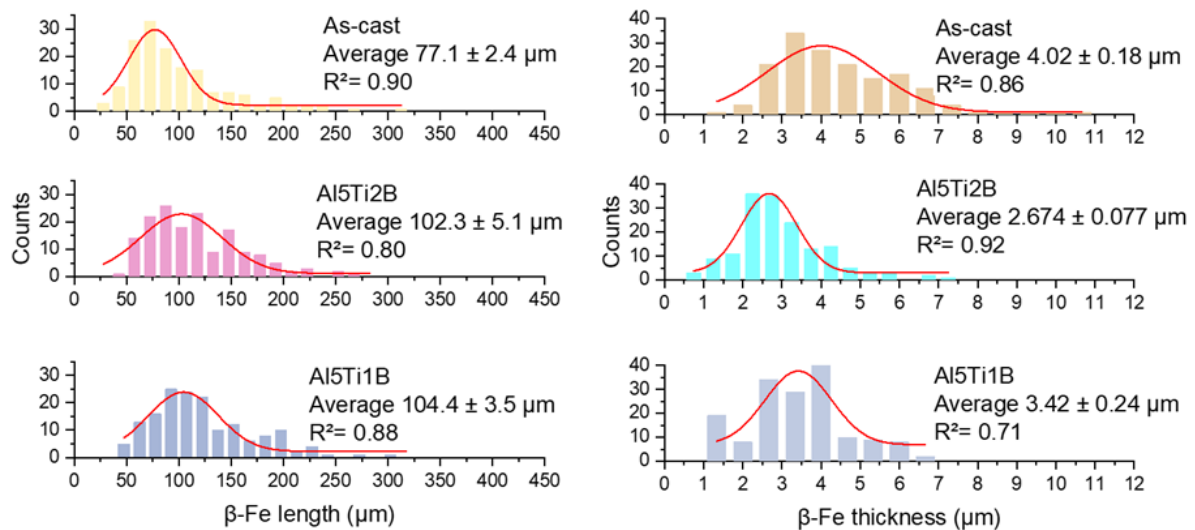 As-cast
Average 77.1 ± 2.4 µm
R²= 0.90
30
20
10
0
0 50 100 150 200 250 300 350 400 450
As-cast
Average 4.02 ± 0.18 µm
R²= 0.86
40
30
20
10
0
0 1 2 3 4 5 6 7 8 9 10 11 12
Counts
Al5Ti2B
Average 102.3 ± 5.1 µm
R²= 0.80
30
20
10
0
0 50 100 150 200 250 300 350 400 450
Counts
Al5Ti2B
Average 2.674 ± 0.077 µm
R²= 0.92
40
30
20
10
0
0 1 2 3 4 5 6 7 8 9 10 11 12
Al5Ti1B
Average 104.4 ± 3.5 µm
R²= 0.88
30
20
10
0
0 50 100 150 200 250 300 350 400 450
β-Fe length (µm)
Al5Ti1B
Average 3.42 ± 0.24 µm
R²= 0.71
40
30
20
10
0
0 1 2 3 4 5 6 7 8 9 10 11 12
β-Fe thickness (µm)